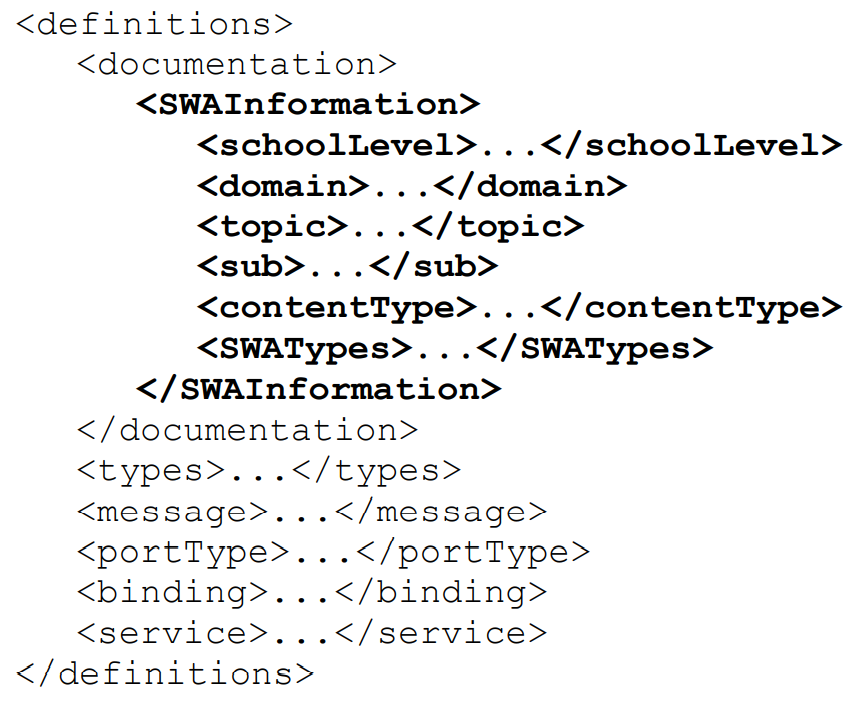 <definitions>
<documentation>
<SWAInformation>
<schoolLevel>...</schoolLevel>
<domain>...</domain>
<topic>...</topic>
<sub>...</sub>
<contentType>...</contentType>
<SWATypes>...</SWATypes>
</SWAInformation>
</documentation>
<types>...</types>
<message>...</message>
<portType>...</portType>
<binding>...</binding>
<service>...</service>
</definitions>